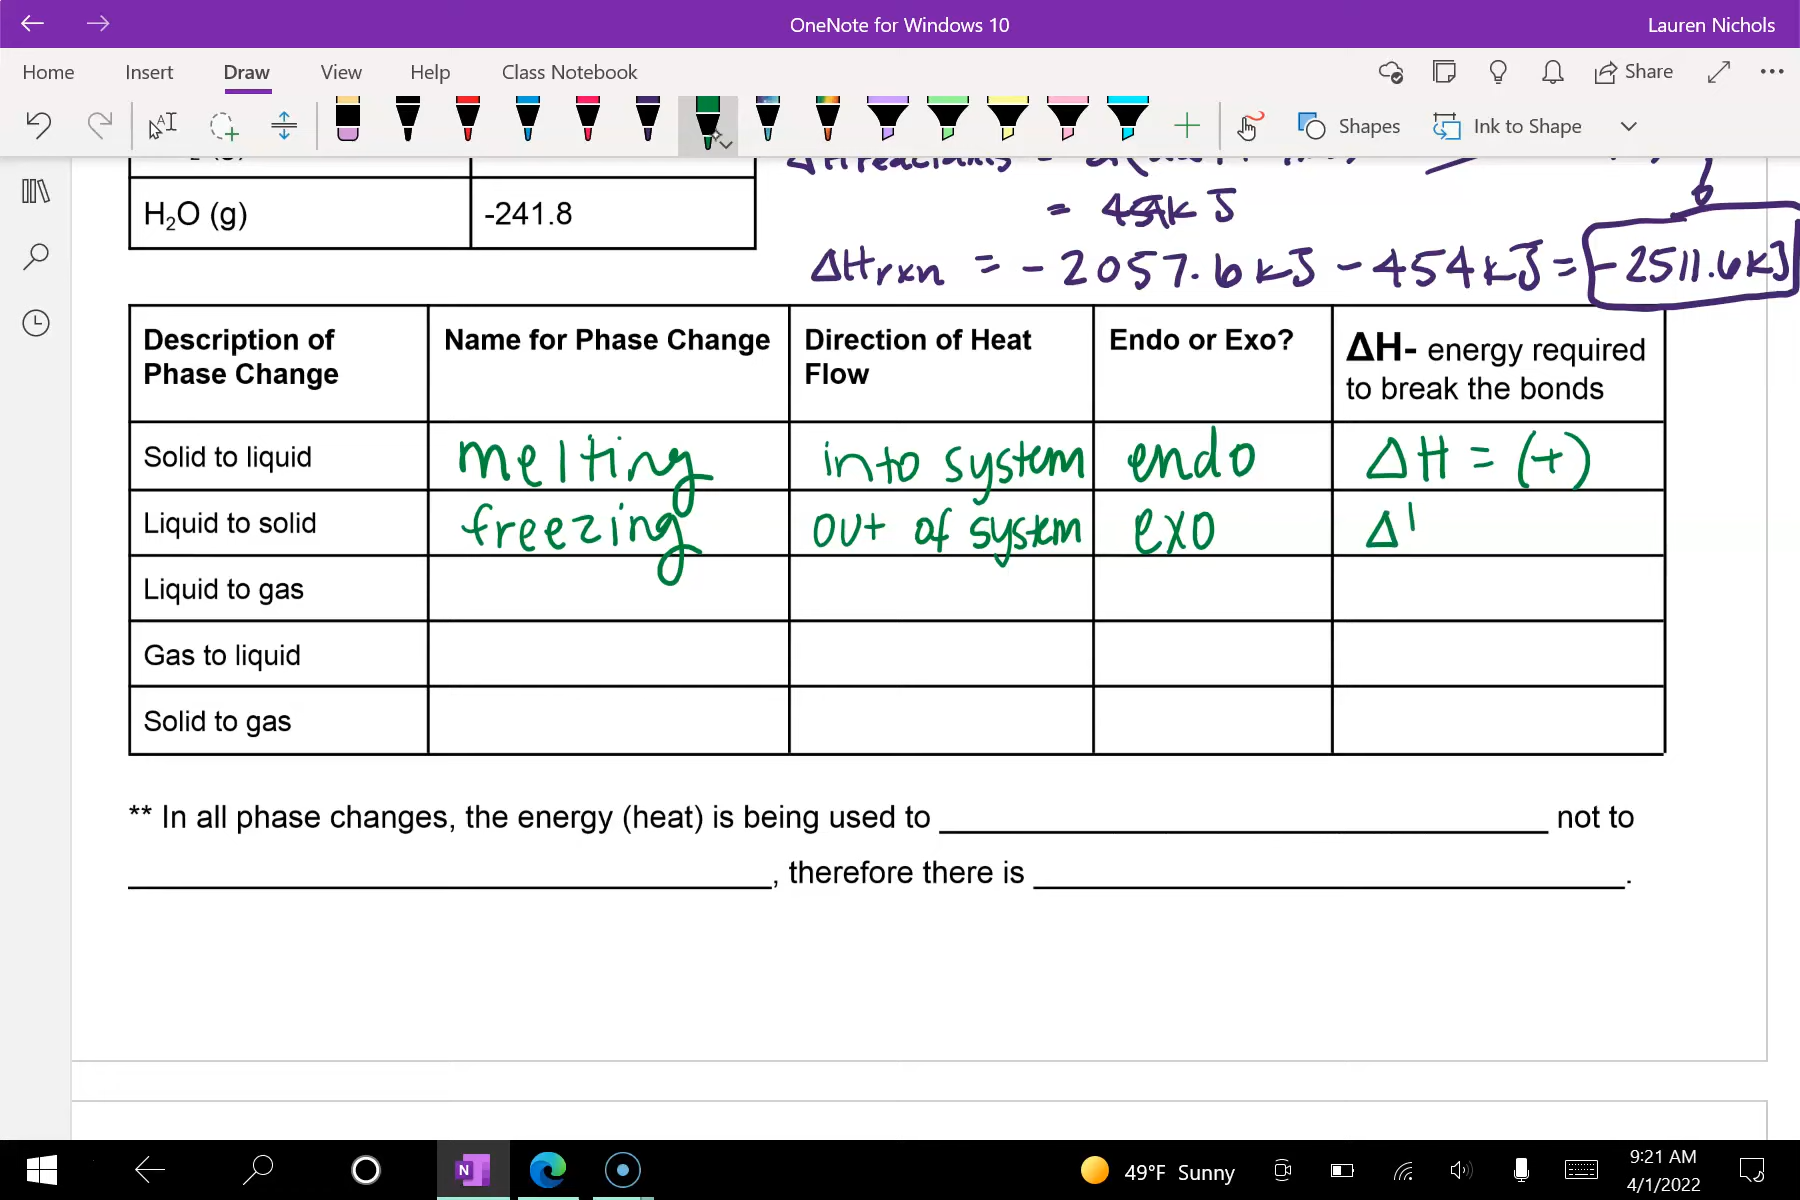 OneNote for Windows 10
Lauren Nichols
Home Insert Draw View Help Class Notebook Share
Shapes Ink to Shape
ΔHreactants =
H₂O (g) -241.8
= 454kJ
6
ΔHrxn = -2057.6kJ - 454kJ = -2511.6kJ
Description of Phase Change Name for Phase Change Direction of Heat Flow Endo or Exo? ΔH- energy required to break the bonds
Solid to liquid melting into system endo ΔH = (+)
Liquid to solid freezing out of system exo Δ
Liquid to gas
Gas to liquid
Solid to gas
** In all phase changes, the energy (heat) is being used to ____ not to
____, therefore there is ____.
49°F Sunny
9:21 AM
4/1/2022